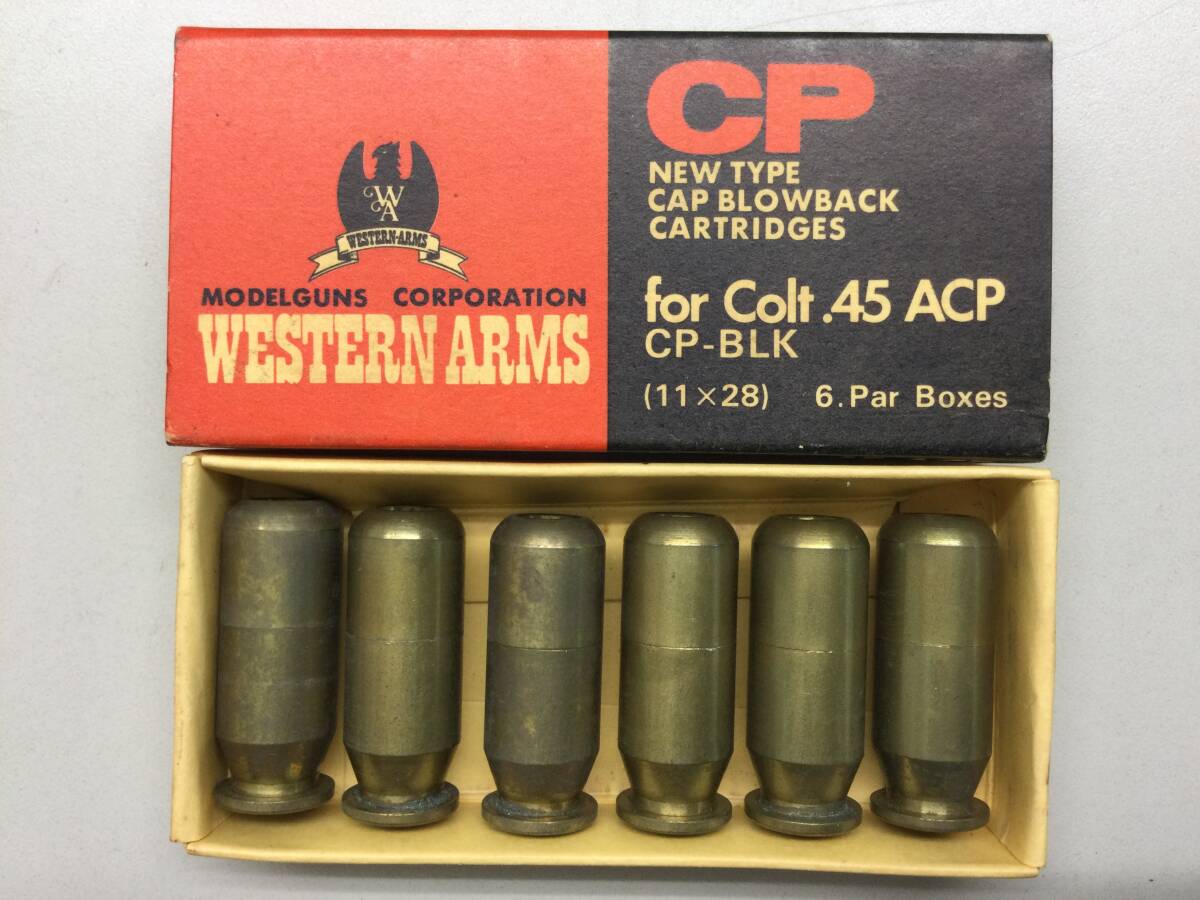 WA
WESTERN-ARMS
MODELGUNS CORPORATION
WESTERN ARMS
CP
NEW TYPE
CAP BLOWBACK
CARTRIDGES
for Colt .45 ACP
CP-BLK
(11×28) 6.Par Boxes